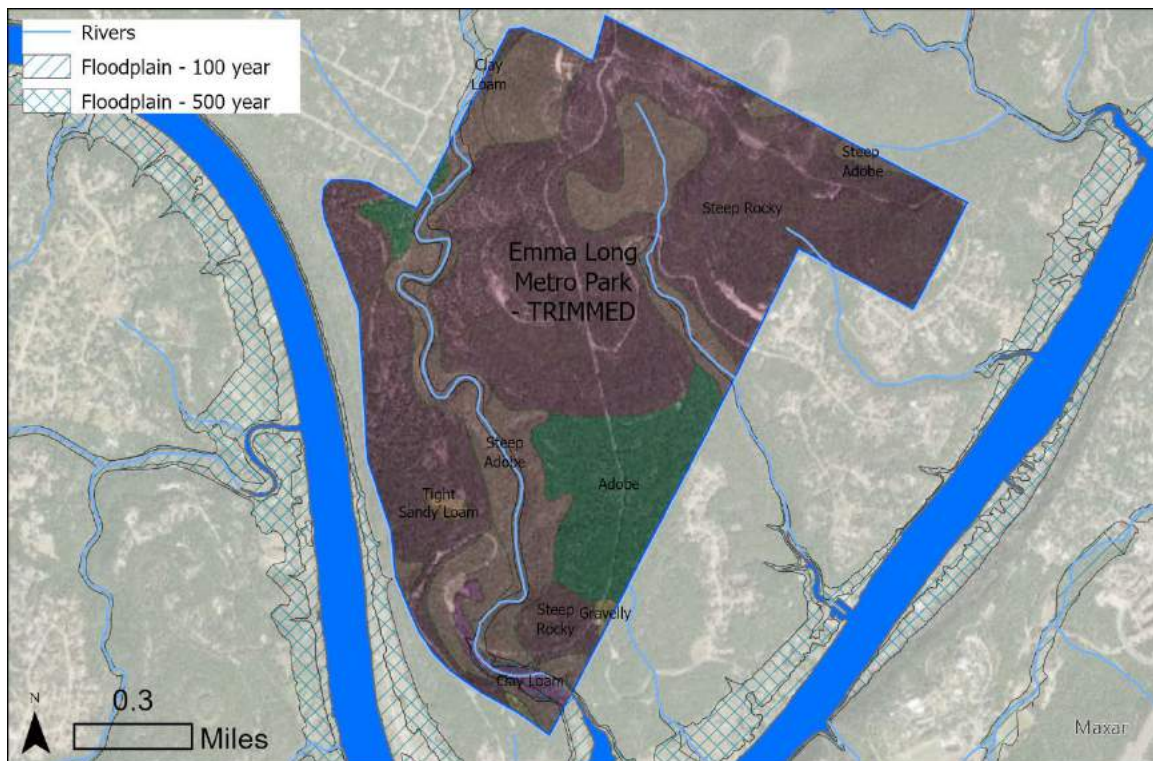 Rivers
Floodplain - 100 year
Floodplain - 500 year
Clay
Loam
Steep
Adobe
Steep Rocky
Emma Long
Metro Park
- TRIMMED
Steep
Adobe
Adobe
Tight
Sandy Loam
Steep
Rocky
Gravelly
Clay Loam
N
0.3
Miles
Maxar